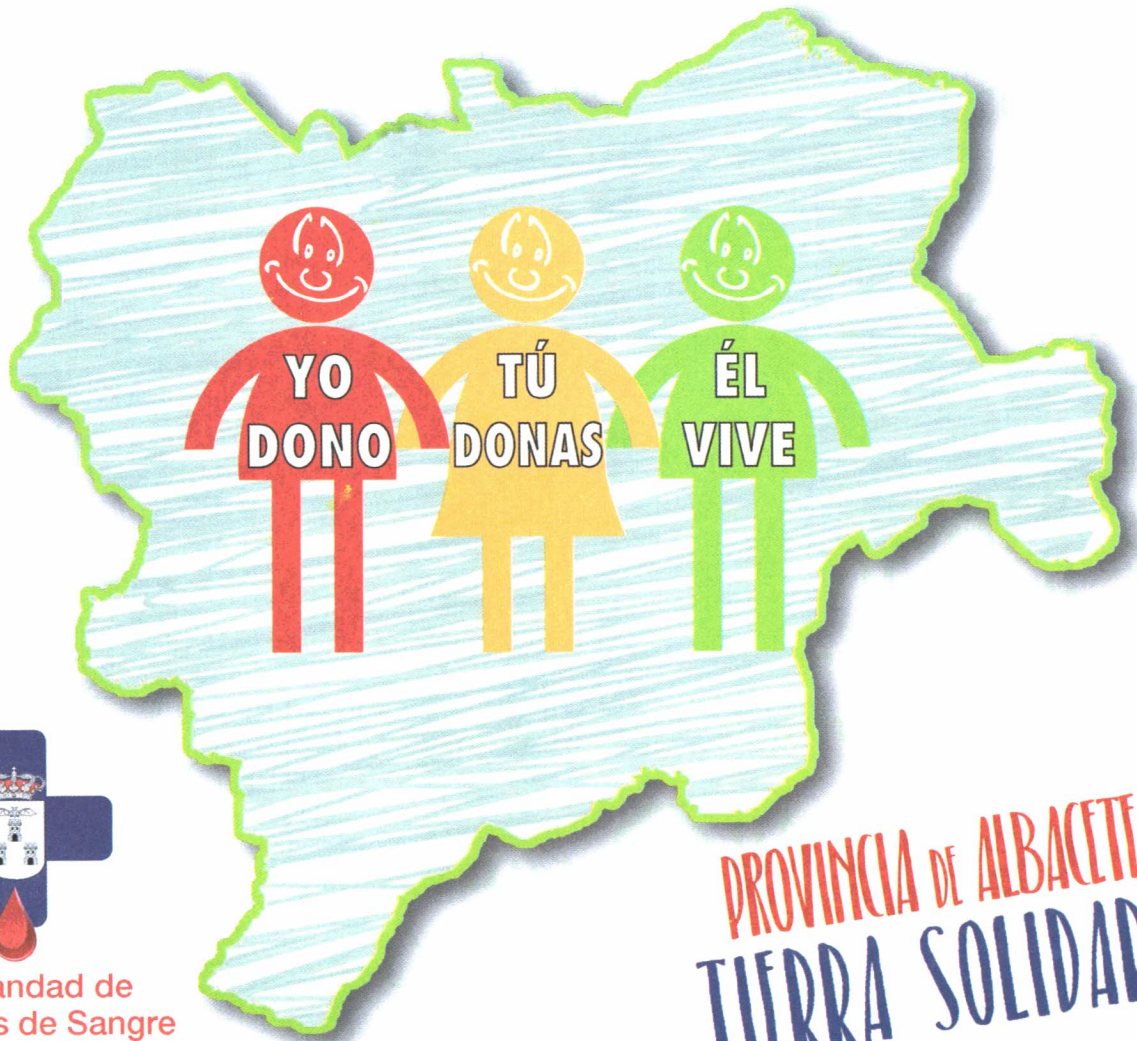 YO
DONO
TÚ
DONAS
ÉL
VIVE
PROVINCIA DE ALBACETE
TIERRA SOLIDAR
andad de
s de Sangre